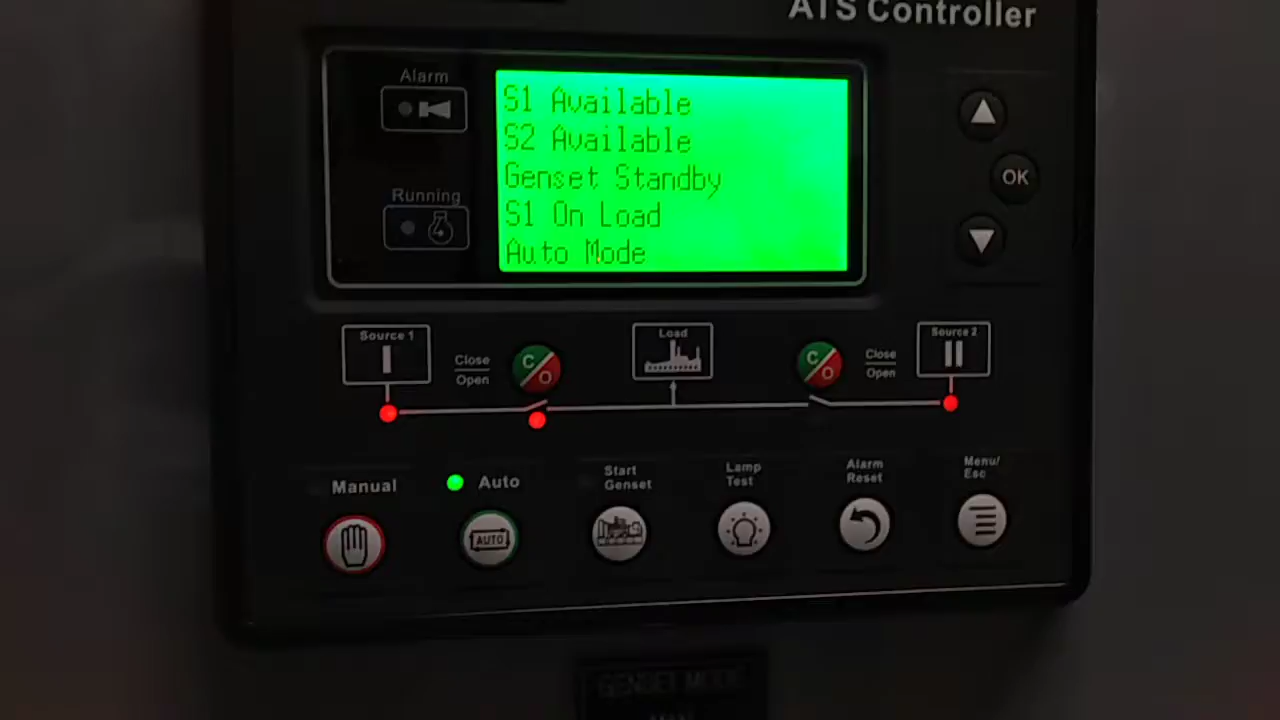 ATS Controller
Alarm
S1 Available
S2 Available
Genset Standby
S1 On Load
Auto Mode
OK
Running
Source 1
I
Close
Open
C/O
Load
C/O
Close
Open
Source 2
II
Manual
Auto
Start
Genset
Lamp
Test
Alarm
Reset
Menu/
Esc
AUTO
GENSET MODE